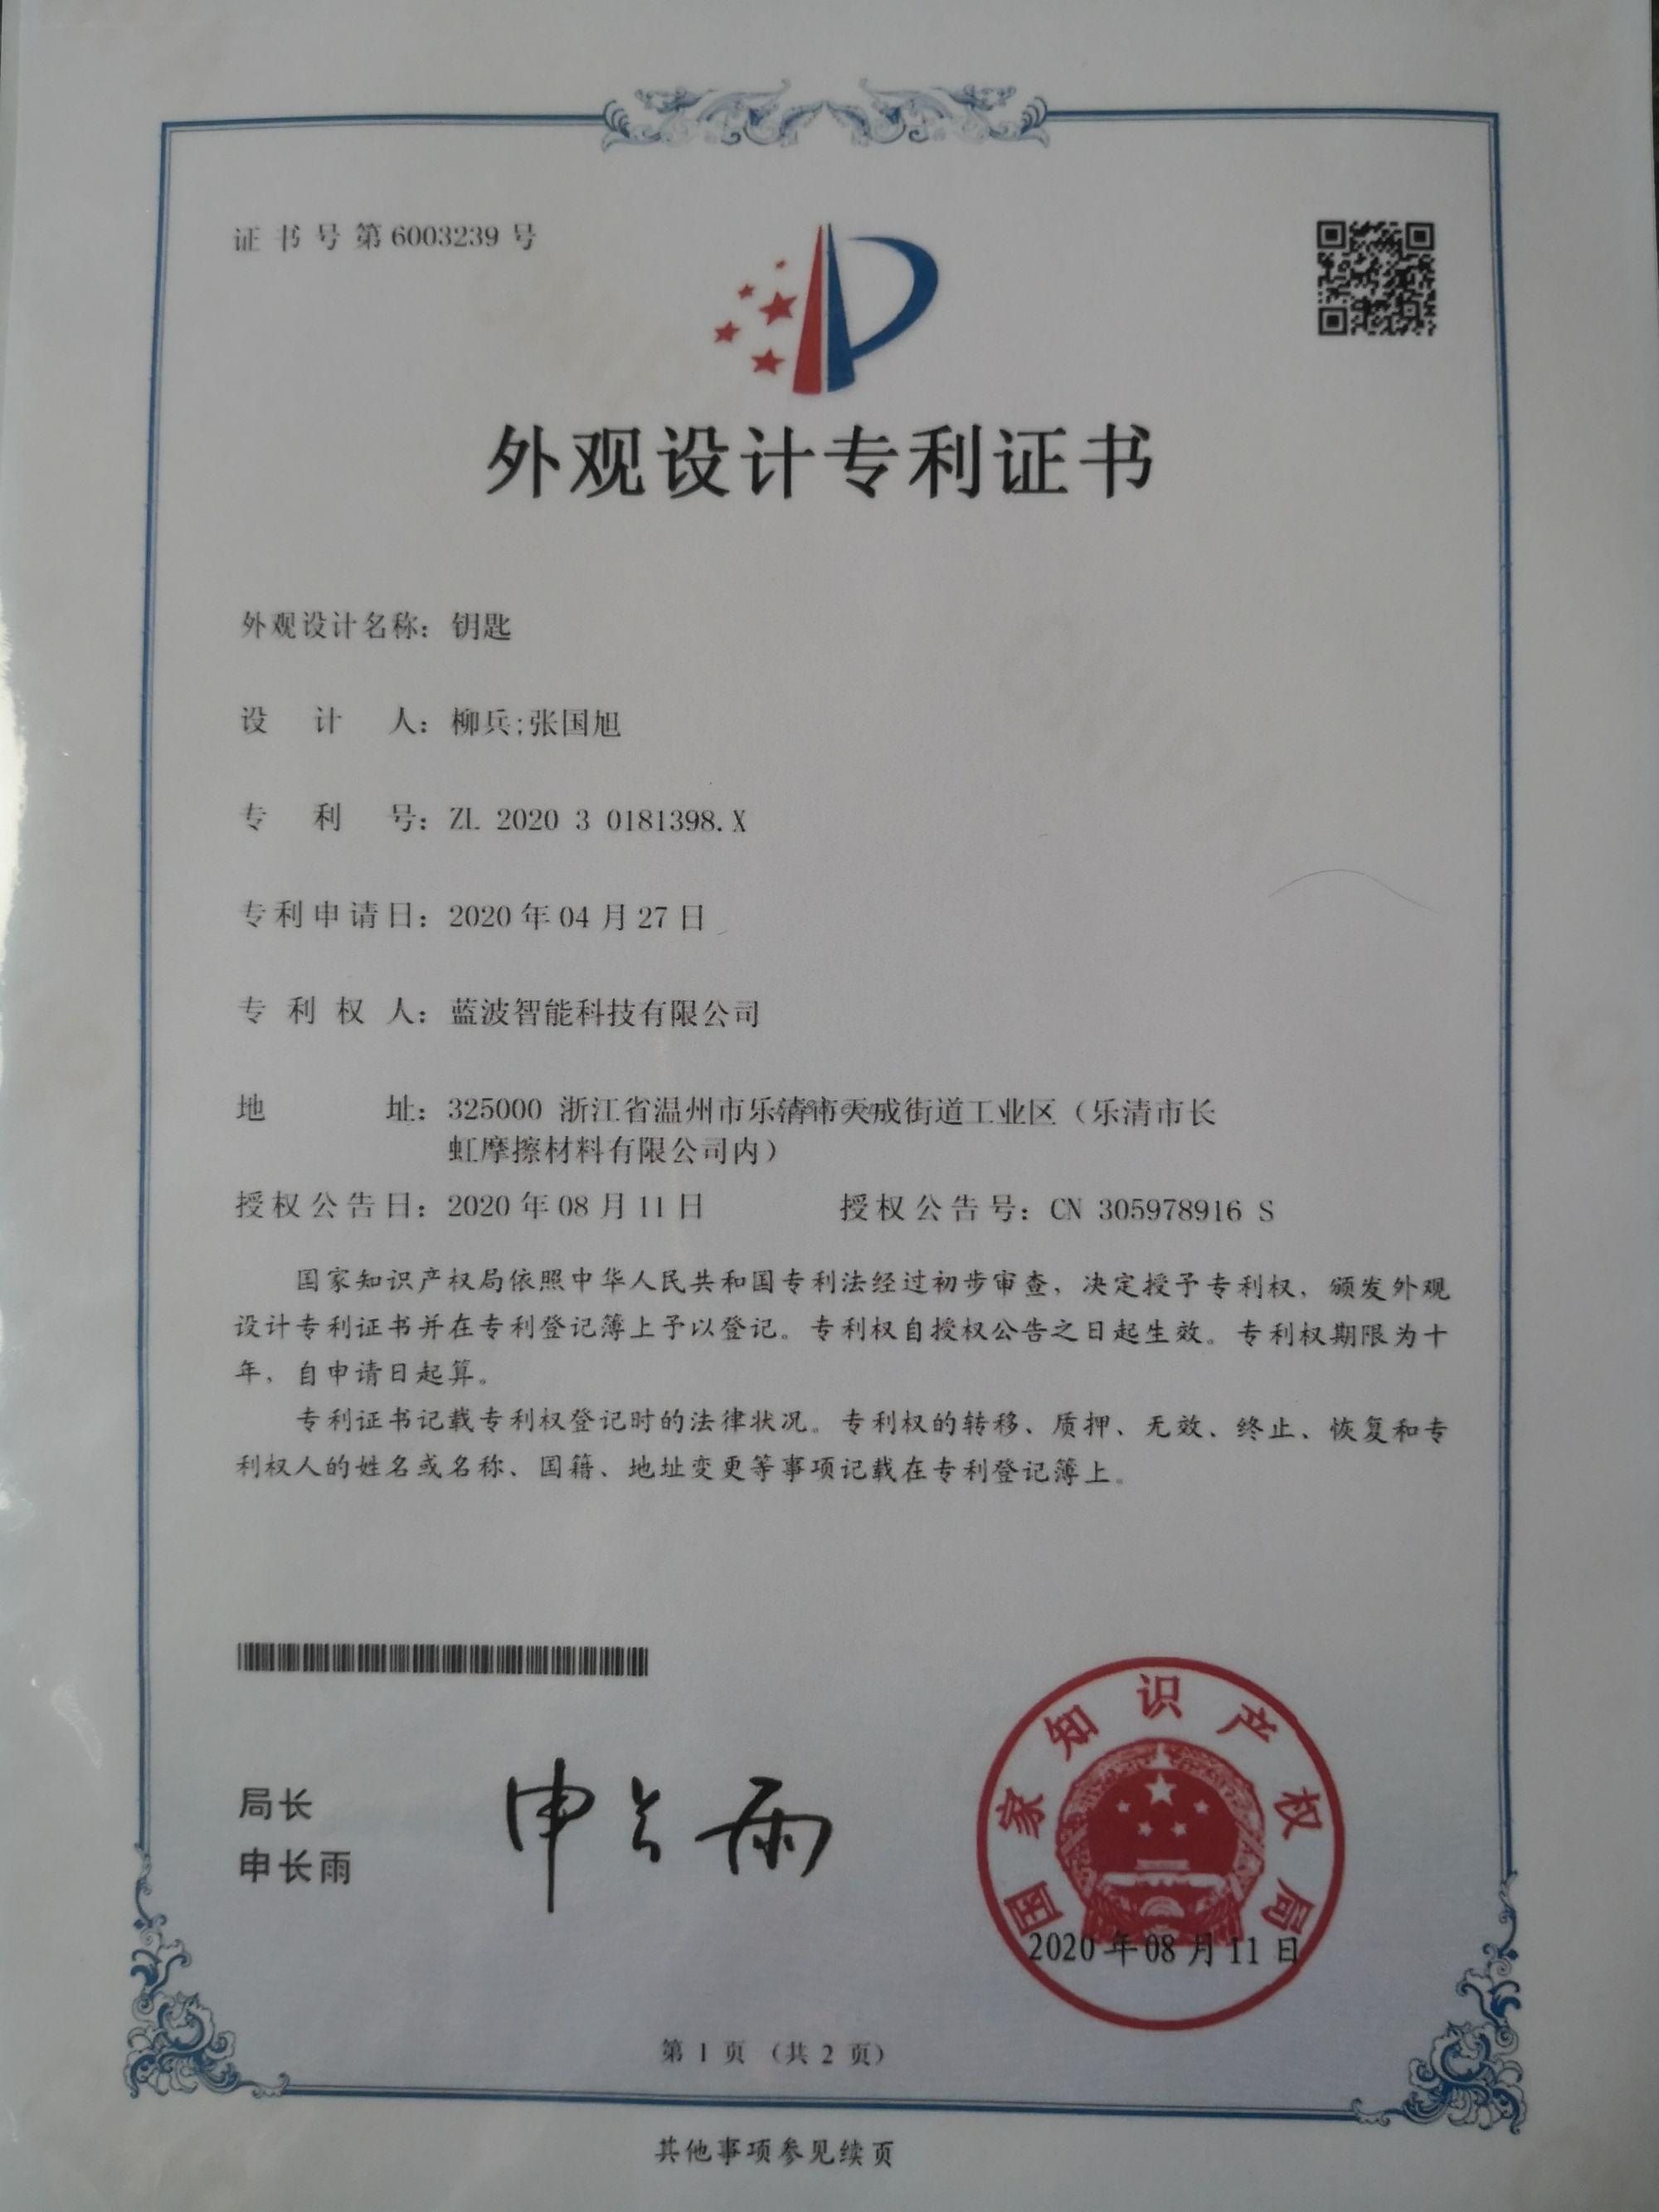 证书号第6003239号
外观设计专利证书
外观设计名称：钥匙
设计人：柳兵;张国旭
专利号：ZL 2020 3 0181398.X
专利申请日：2020年04月27日
专利权人：蓝波智能科技有限公司
地址：325000 浙江省温州市乐清市天成街道工业区（乐清市长
虹摩擦材料有限公司内）
授权公告日：2020年08月11日 授权公告号：CN 305978916 S
国家知识产权局依照中华人民共和国专利法经过初步审查，决定授予专利权，颁发外观
设计专利证书并在专利登记簿上予以登记。专利权自授权公告之日起生效。专利权期限为十
年，自申请日起算。
专利证书记载专利权登记时的法律状况。专利权的转移、质押、无效、终止、恢复和专
利权人的姓名或名称、国籍、地址变更等事项记载在专利登记簿上。
局长
申长雨
申长雨
国家知识产权局
2020年08月11日
第 1 页 （共 2 页）
其他事项参见续页